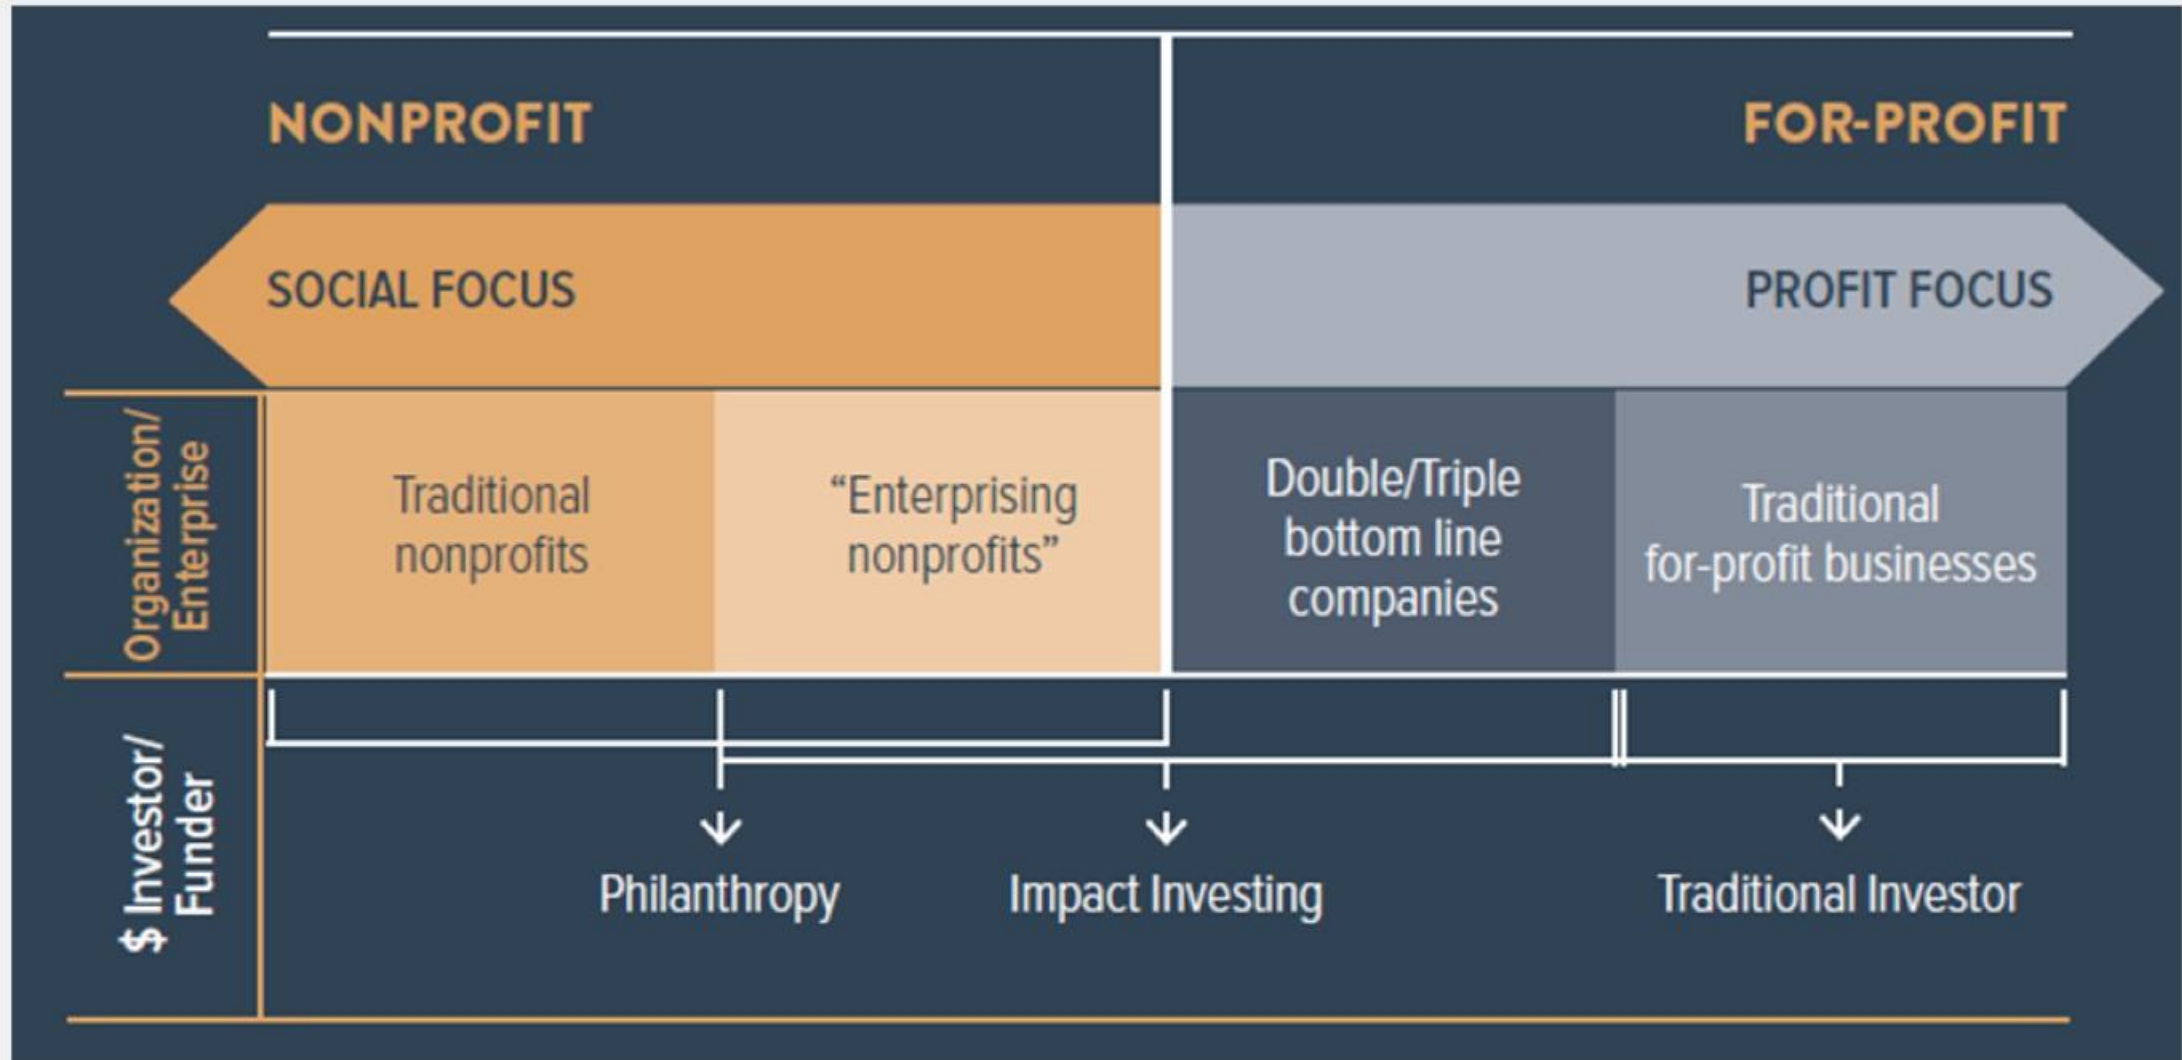 NONPROFIT
FOR-PROFIT
SOCIAL FOCUS
PROFIT FOCUS
Organization/
Enterprise
Traditional
nonprofits
“Enterprising
nonprofits”
Double/Triple
bottom line
companies
Traditional
for-profit businesses
$ Investor/
Funder
Philanthropy
Impact Investing
Traditional Investor